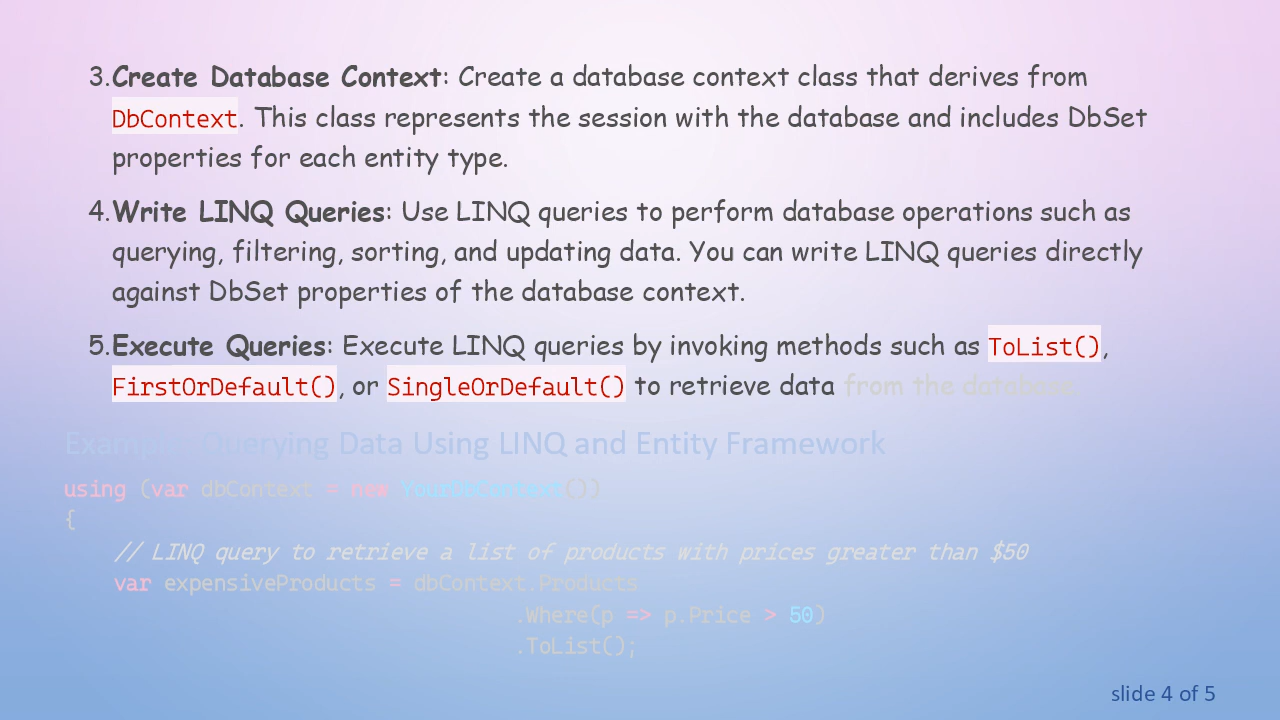 3.Create Database Context: Create a database context class that derives from
DbContext. This class represents the session with the database and includes DbSet
properties for each entity type.
4.Write LINQ Queries: Use LINQ queries to perform database operations such as
querying, filtering, sorting, and updating data. You can write LINQ queries directly
against DbSet properties of the database context.
5.Execute Queries: Execute LINQ queries by invoking methods such as ToList(),
FirstOrDefault(), or SingleOrDefault() to retrieve data from the database.
Example: Querying Data Using LINQ and Entity Framework
using (var dbContext = new YourDbContext())
{
// LINQ query to retrieve a list of products with prices greater than $50
var expensiveProducts = dbContext.Products
.Where(p => p.Price > 50)
.ToList();
slide 4 of 5